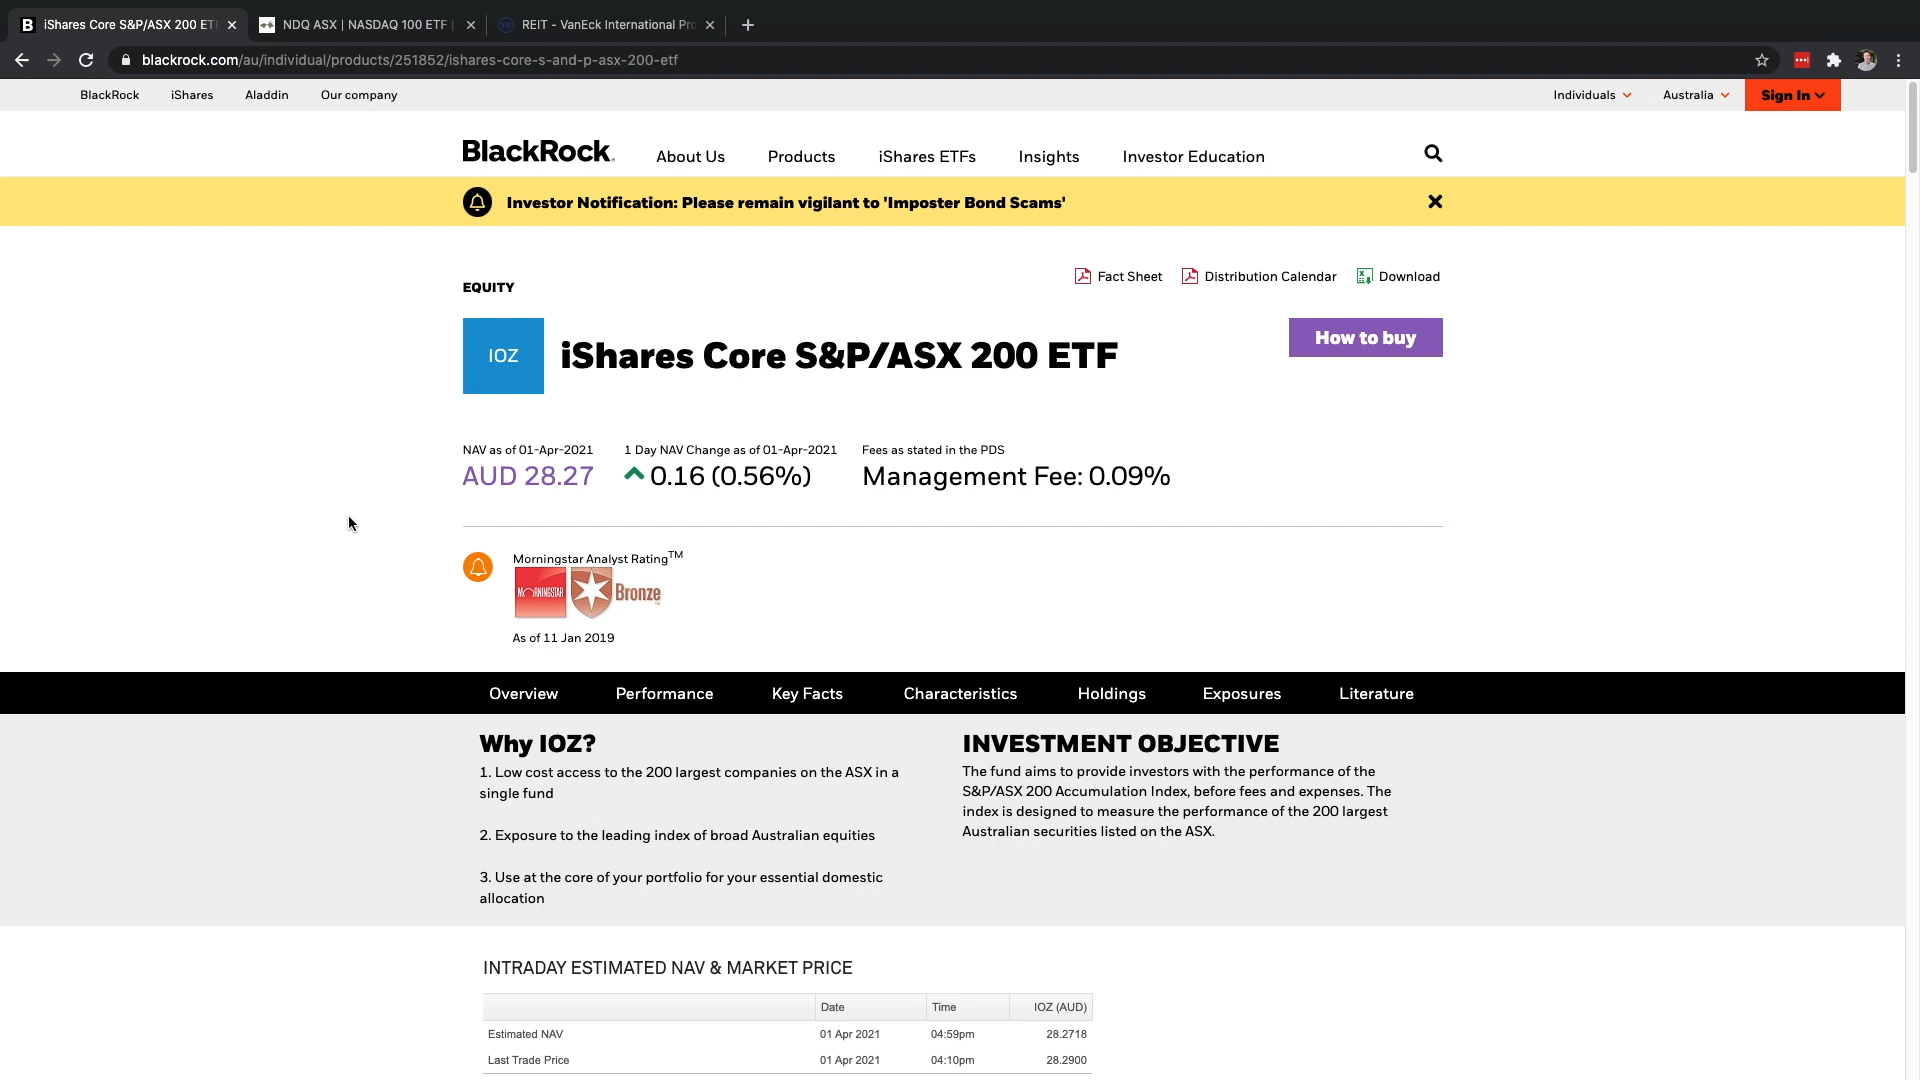 iShares Core S&P/ASX 200 ET
NDQ ASX | NASDAQ 100 ETF |
REIT - VanEck International Pro
blackrock.com/au/individual/products/251852/ishares-core-s-and-p-asx-200-etf
BlackRock iShares Aladdin Our company Individuals Australia Sign In
BlackRock. About Us Products iShares ETFs Insights Investor Education
Investor Notification: Please remain vigilant to 'Imposter Bond Scams'
Fact Sheet Distribution Calendar Download
EQUITY
IOZ iShares Core S&P/ASX 200 ETF How to buy
NAV as of 01-Apr-2021 1 Day NAV Change as of 01-Apr-2021 Fees as stated in the PDS
AUD 28.27 0.16 (0.56%) Management Fee: 0.09%
Morningstar Analyst Rating™
MORNINGSTAR Bronze™
As of 11 Jan 2019
Overview Performance Key Facts Characteristics Holdings Exposures Literature
Why IOZ?
1. Low cost access to the 200 largest companies on the ASX in a
single fund
2. Exposure to the leading index of broad Australian equities
3. Use at the core of your portfolio for your essential domestic
allocation
INVESTMENT OBJECTIVE
The fund aims to provide investors with the performance of the
S&P/ASX 200 Accumulation Index, before fees and expenses. The
index is designed to measure the performance of the 200 largest
Australian securities listed on the ASX.
INTRADAY ESTIMATED NAV & MARKET PRICE
Date Time IOZ (AUD)
Estimated NAV 01 Apr 2021 04:59pm 28.2718
Last Trade Price 01 Apr 2021 04:10pm 28.2900